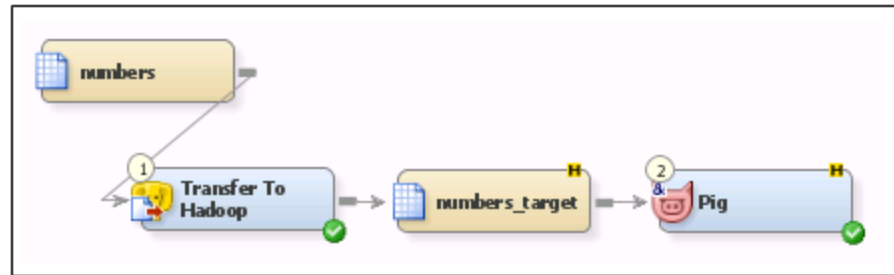 numbers
1
Transfer To
Hadoop
H
numbers_target
2
&
H
Pig